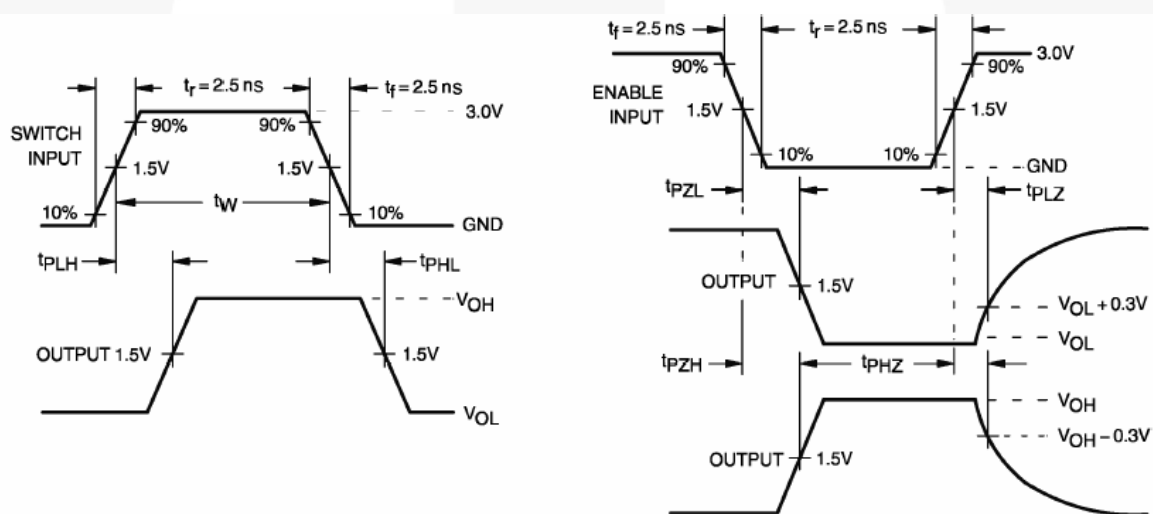 tr = 2.5 ns
tf = 2.5 ns
3.0V
SWITCH
INPUT
90%
90%
1.5V
1.5V
tW
10%
10%
GND
tPLH
tPHL
VOH
OUTPUT 1.5V
1.5V
VOL
tf = 2.5 ns
tr = 2.5 ns
3.0V
90%
90%
ENABLE
INPUT
1.5V
1.5V
10%
10%
GND
tPZL
tPLZ
OUTPUT
1.5V
VOL + 0.3V
VOL
tPZH
tPHZ
VOH
VOH – 0.3V
OUTPUT
1.5V